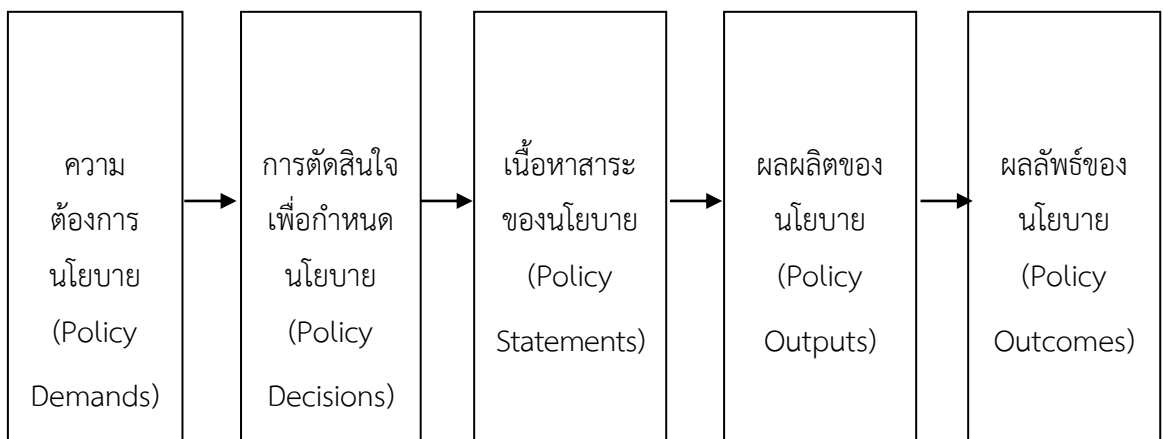 ความ
ต้องการ
นโยบาย
(Policy
Demands)
การตัดสินใจ
เพื่อกำหนด
นโยบาย
(Policy
Decisions)
เนื้อหาสาระ
ของนโยบาย
(Policy
Statements)
ผลผลิตของ
นโยบาย
(Policy
Outputs)
ผลลัพธ์ของ
นโยบาย
(Policy
Outcomes)